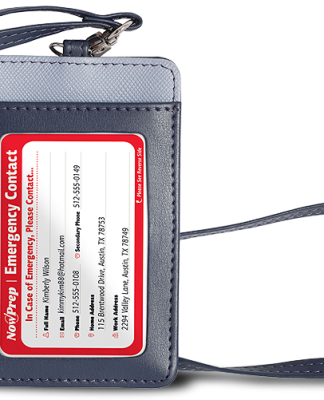 Nov/Prep | Emergency Contact
In Case of Emergency, Please Contact...
Full Name Kimberly Wilson
Email kimmykim88@hotmail.com
Phone 512-555-0108 Secondary Phone 512-555-0149
Home Address
115 Brentwood Drive, Austin, TX 78753
Work Address
2294 Valley Lane, Austin, TX 78749
Please See Reverse Side